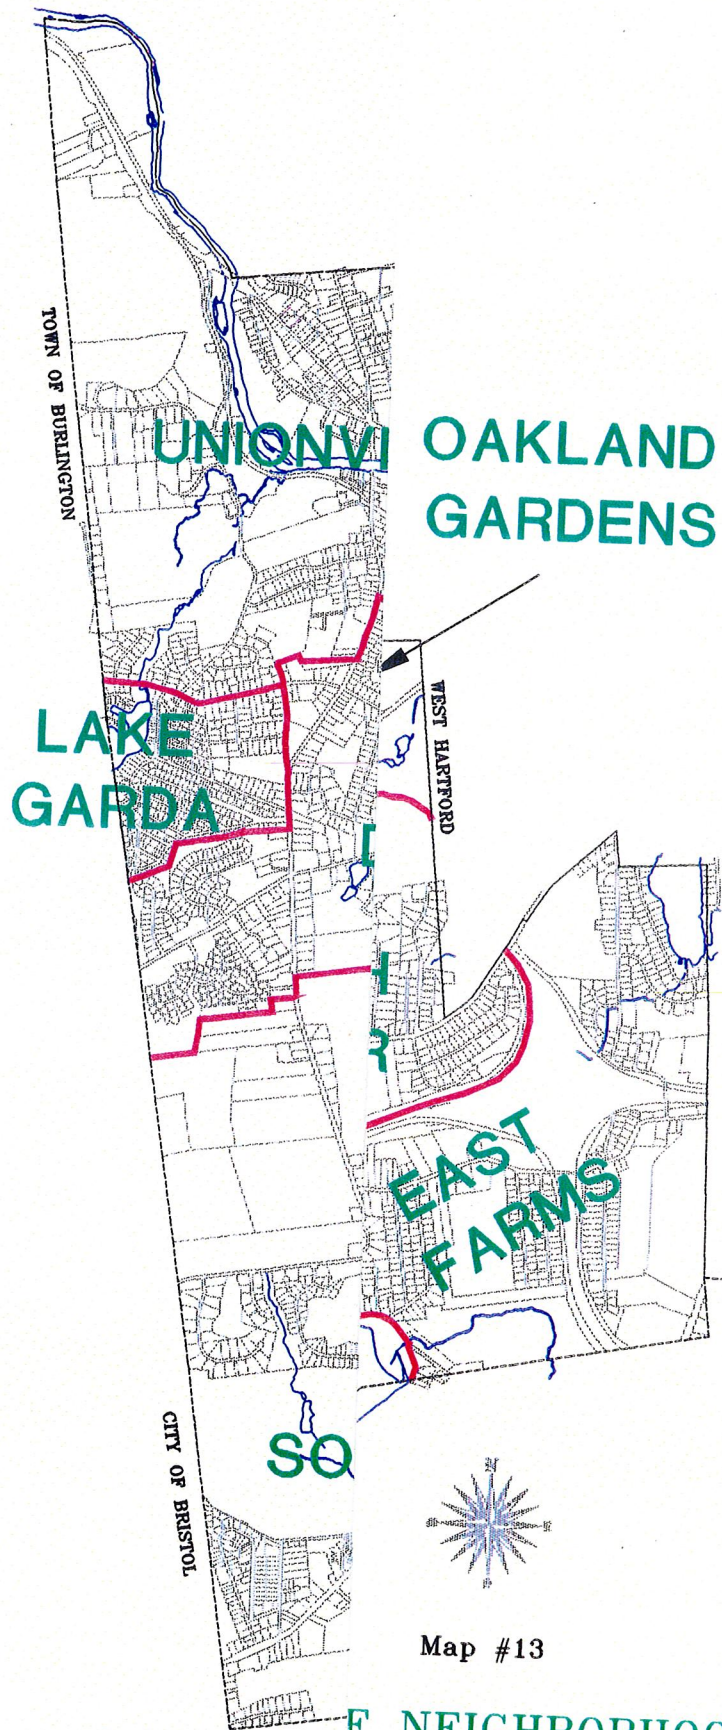 TOWN OF BURLINGTON
UNIONVI
OAKLAND
GARDENS
WEST HARTFORD
LAKE
GARDA
EAST
FARMS
CITY OF BRISTOL
SO
Map #13